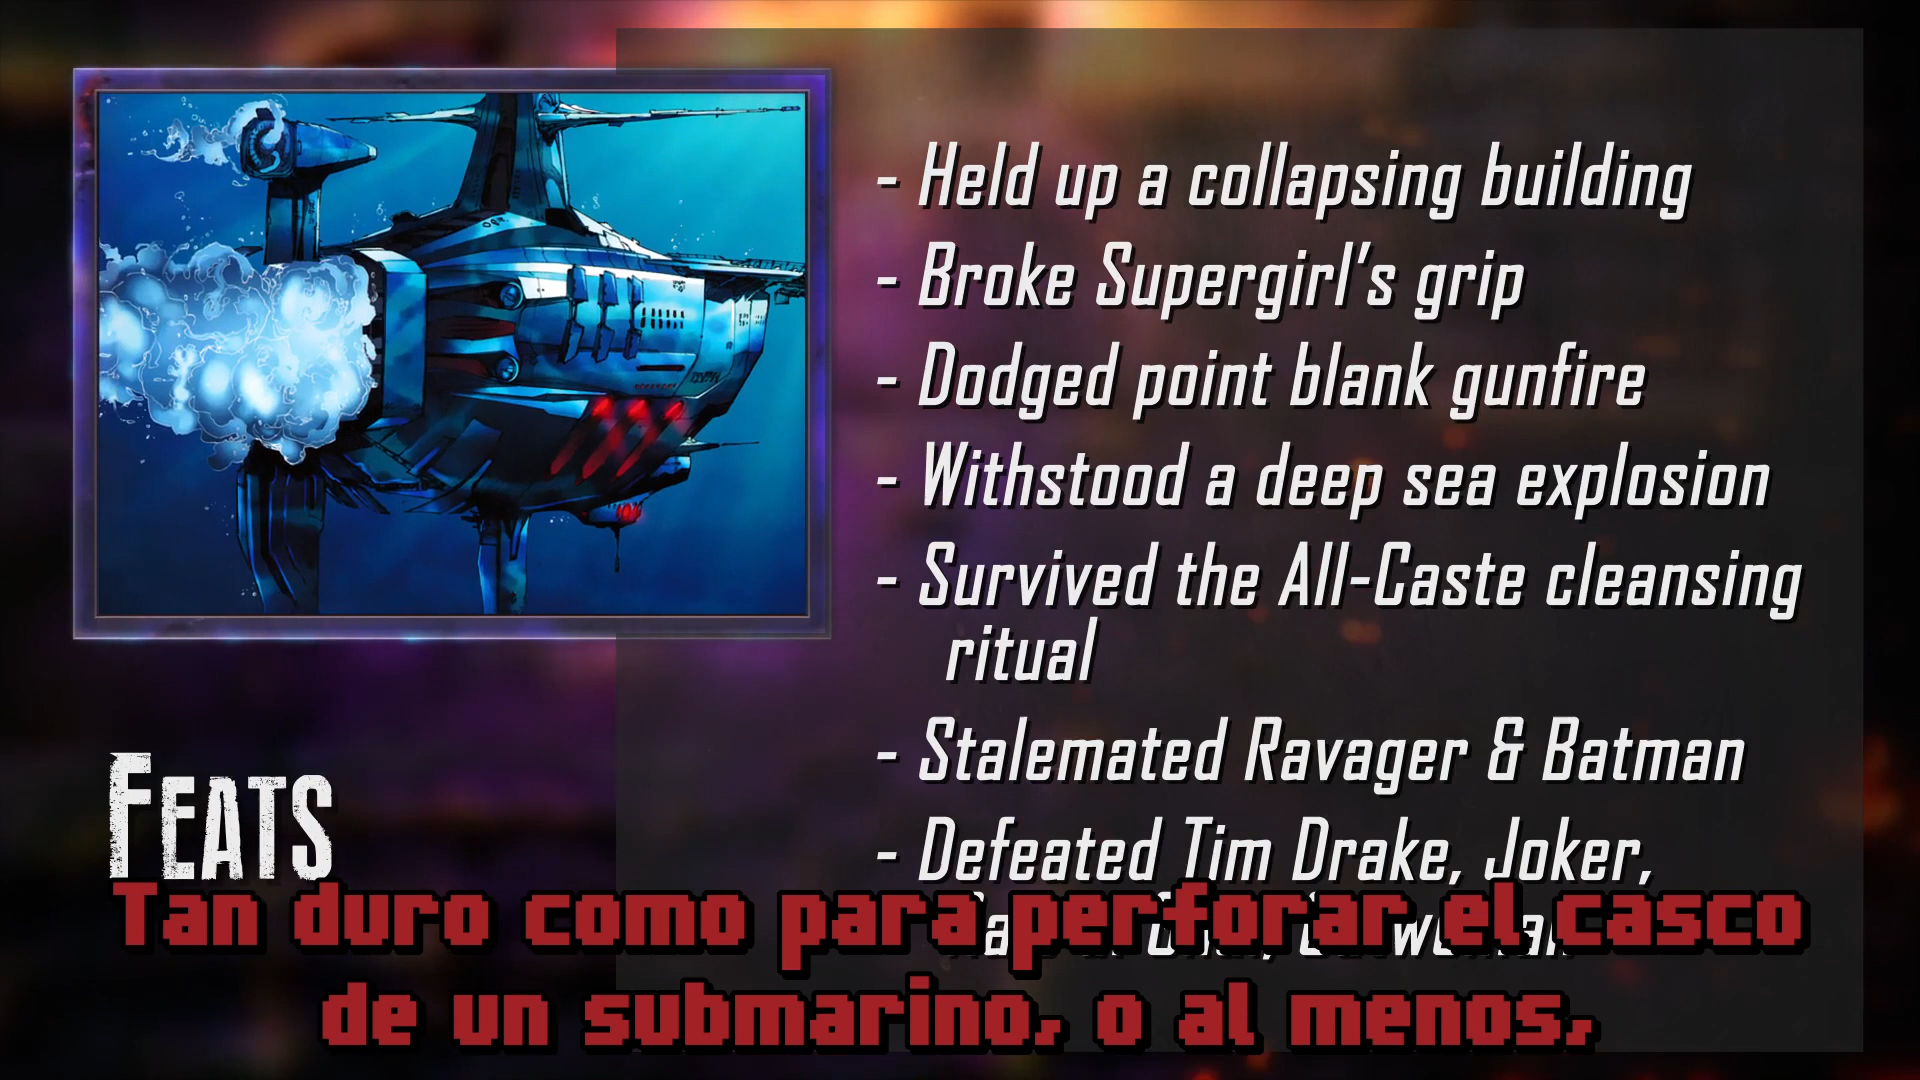 - Held up a collapsing building
- Broke Supergirl's grip
- Dodged point blank gunfire
- Withstood a deep sea explosion
- Survived the All-Caste cleansing
ritual
- Stalemated Ravager & Batman
- Defeated Tim Drake, Joker,
Feats
Tan duro como para perforar el casco
de un submarino, o al menos,